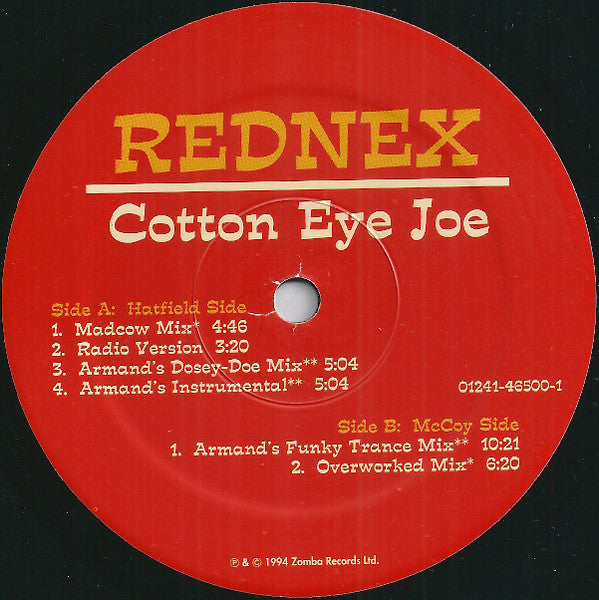 REDNEX
Cotton Eye Joe
Side A: Hatfield Side
1. Madcow Mix* 4:46
2. Radio Version 3:20
3. Armand's Dosey-Doe Mix** 5:04
4. Armand's Instrumental** 5:04
01241-46500-1
Side B: McCoy Side
1. Armand's Funky Trance Mix** 10:21
2. Overworked Mix* 6:20
℗ & © 1994 Zomba Records Ltd.